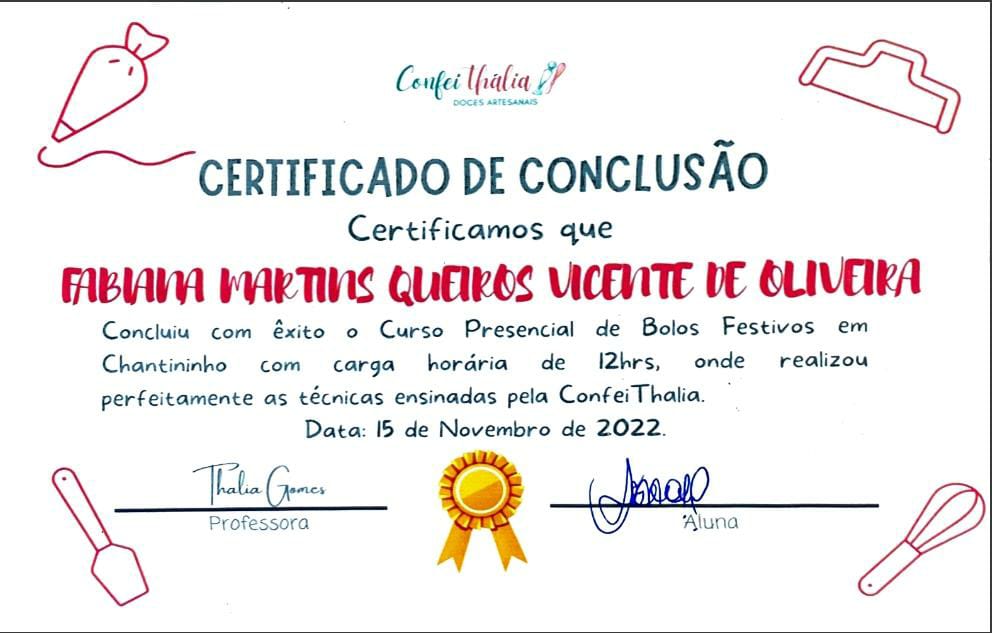 Confei Thália
DOCES ARTESANAIS
CERTIFICADO DE CONCLUSÃO
Certificamos que
FABIANA MARTINS QUEIROS VICENTE DE OLIVEIRA
Concluiu com êxito o Curso Presencial de Bolos Festivos em
Chantininho com carga horária de 12hrs, onde realizou
perfeitamente as técnicas ensinadas pela ConfeiThalia.
Data: 15 de Novembro de 2022.
Thalia Gomes
Professora
Aluna